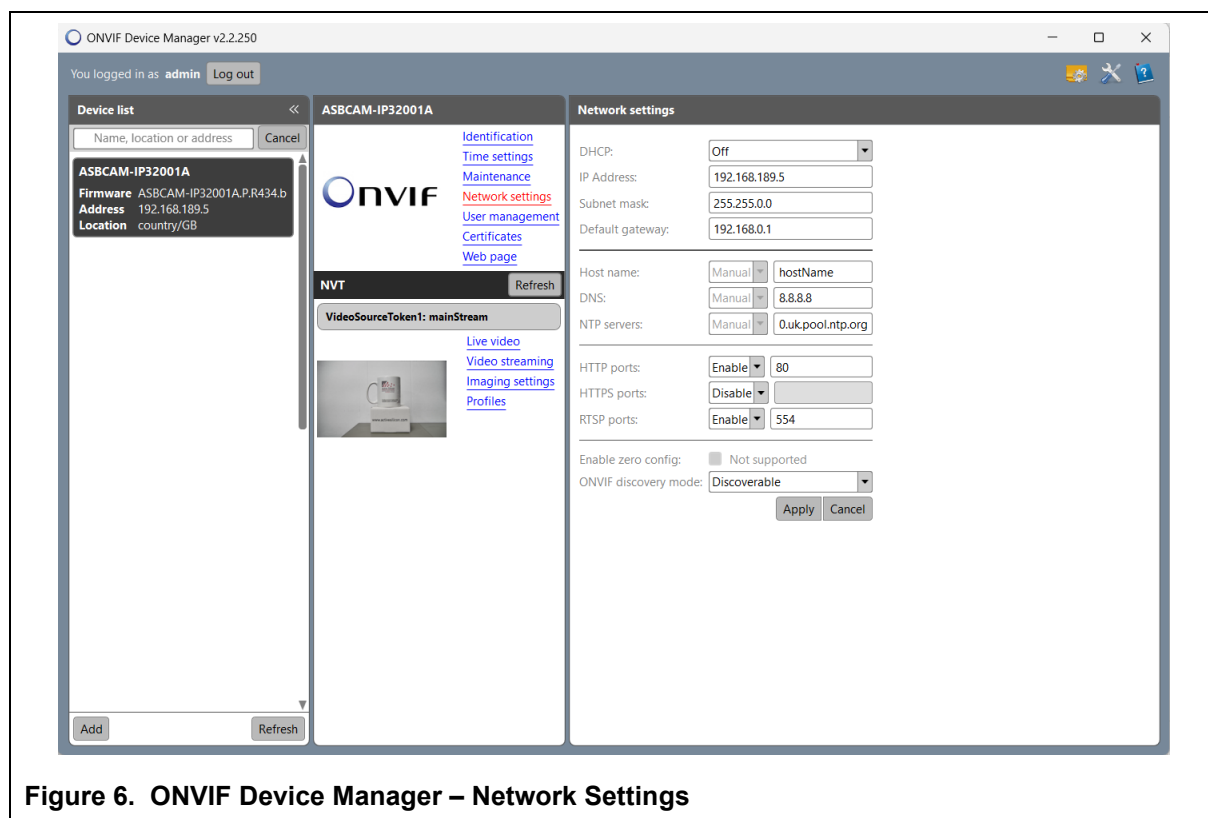 ONVIF Device Manager v2.2.250
You logged in as admin Log out
Device list «
Name, location or address Cancel
ASBCAM-IP32001A
Firmware ASBCAM-IP32001A.P.R434.b
Address 192.168.189.5
Location country/GB
Add Refresh
ASBCAM-IP32001A
ONVIF
Identification
Time settings
Maintenance
Network settings
User management
Certificates
Web page
NVT Refresh
VideoSourceToken1: mainStream
Live video
Video streaming
Imaging settings
Profiles
Network settings
DHCP: Off
IP Address: 192.168.189.5
Subnet mask: 255.255.0.0
Default gateway: 192.168.0.1
Host name: Manual hostName
DNS: Manual 8.8.8.8
NTP servers: Manual 0.uk.pool.ntp.org
HTTP ports: Enable 80
HTTPS ports: Disable
RTSP ports: Enable 554
Enable zero config: Not supported
ONVIF discovery mode: Discoverable
Apply Cancel
Figure 6. ONVIF Device Manager – Network Settings